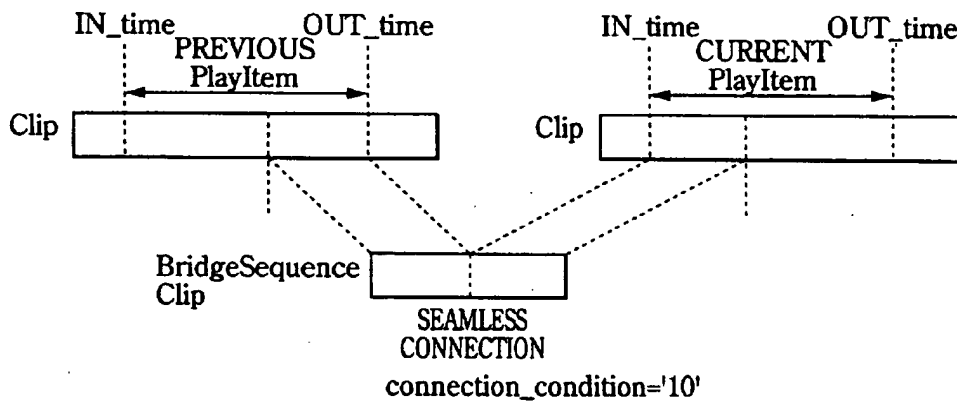 IN_time
OUT_time
PREVIOUS
PlayItem
IN_time
OUT_time
CURRENT
PlayItem
Clip
Clip
BridgeSequence
Clip
SEAMLESS
CONNECTION
connection_condition='10'